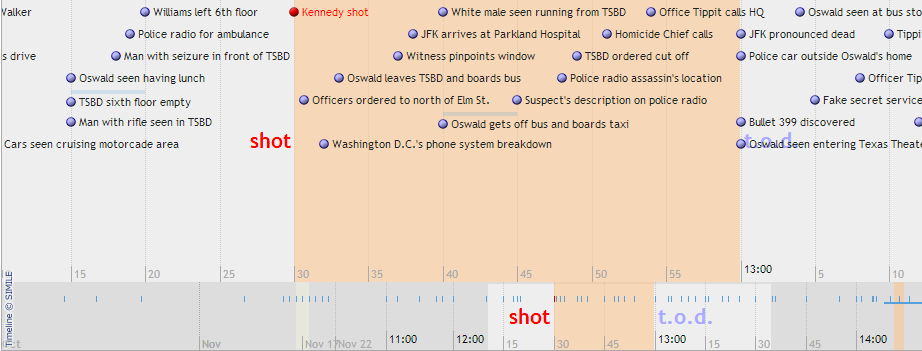 Walker
Williams left 6th floor
Kennedy shot
White male seen running from TSBD
Office Tippit calls HQ
Oswald seen at bus sto
Police radio for ambulance
JFK arrives at Parkland Hospital
Homicide Chief calls
JFK pronounced dead
Tippi
s drive
Man with seizure in front of TSBD
Witness pinpoints window
TSBD ordered cut off
Police car outside Oswald's home
Oswald seen having lunch
Oswald leaves TSBD and boards bus
Police radio assassin's location
Officer Tip
TSBD sixth floor empty
Officers ordered to north of Elm St.
Suspect's description on police radio
Fake secret service
Man with rifle seen in TSBD
Oswald gets off bus and boards taxi
Bullet 399 discovered
Cars seen cruising motorcade area
shot
Washington D.C.'s phone system breakdown
t.o.d.
Oswald seen entering Texas Theate
15 20 25 30 35 40 45 50 55 13:00 5 10
Timeline © SIMILE
shot
t.o.d.
Oct Nov Nov 17 Nov 22 11:00 12:00 15 30 45 13:00 15 30 45 14:00